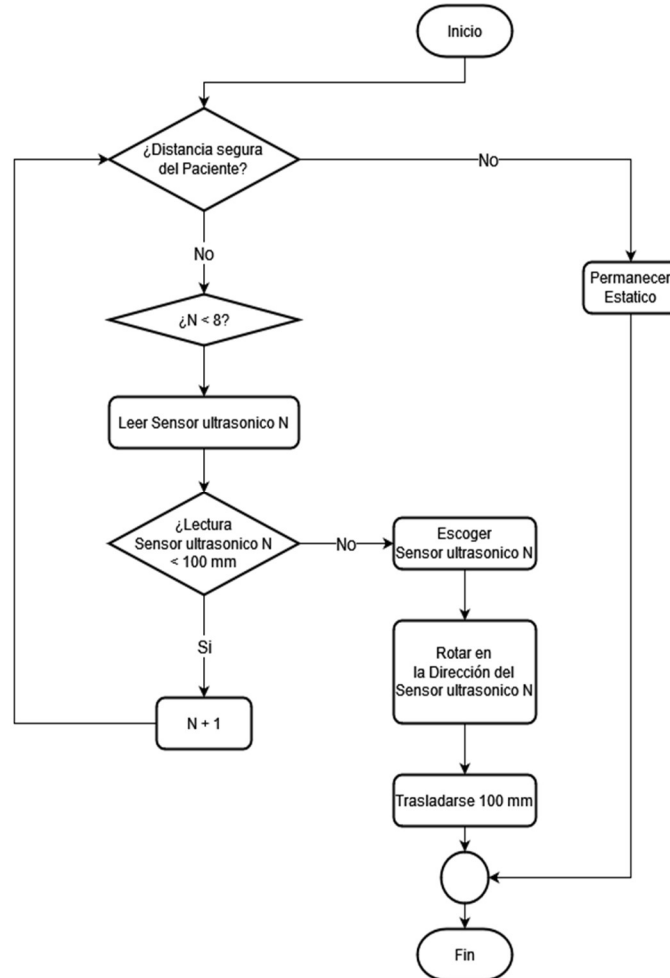 Inicio
¿Distancia segura
del Paciente?
No
No
Permanecer
Estatico
¿N < 8?
Leer Sensor ultrasonico N
¿Lectura
Sensor ultrasonico N
< 100 mm
No
Escoger
Sensor ultrasonico N
Si
Rotar en
la Dirección del
Sensor ultrasonico N
N + 1
Trasladarse 100 mm
Fin